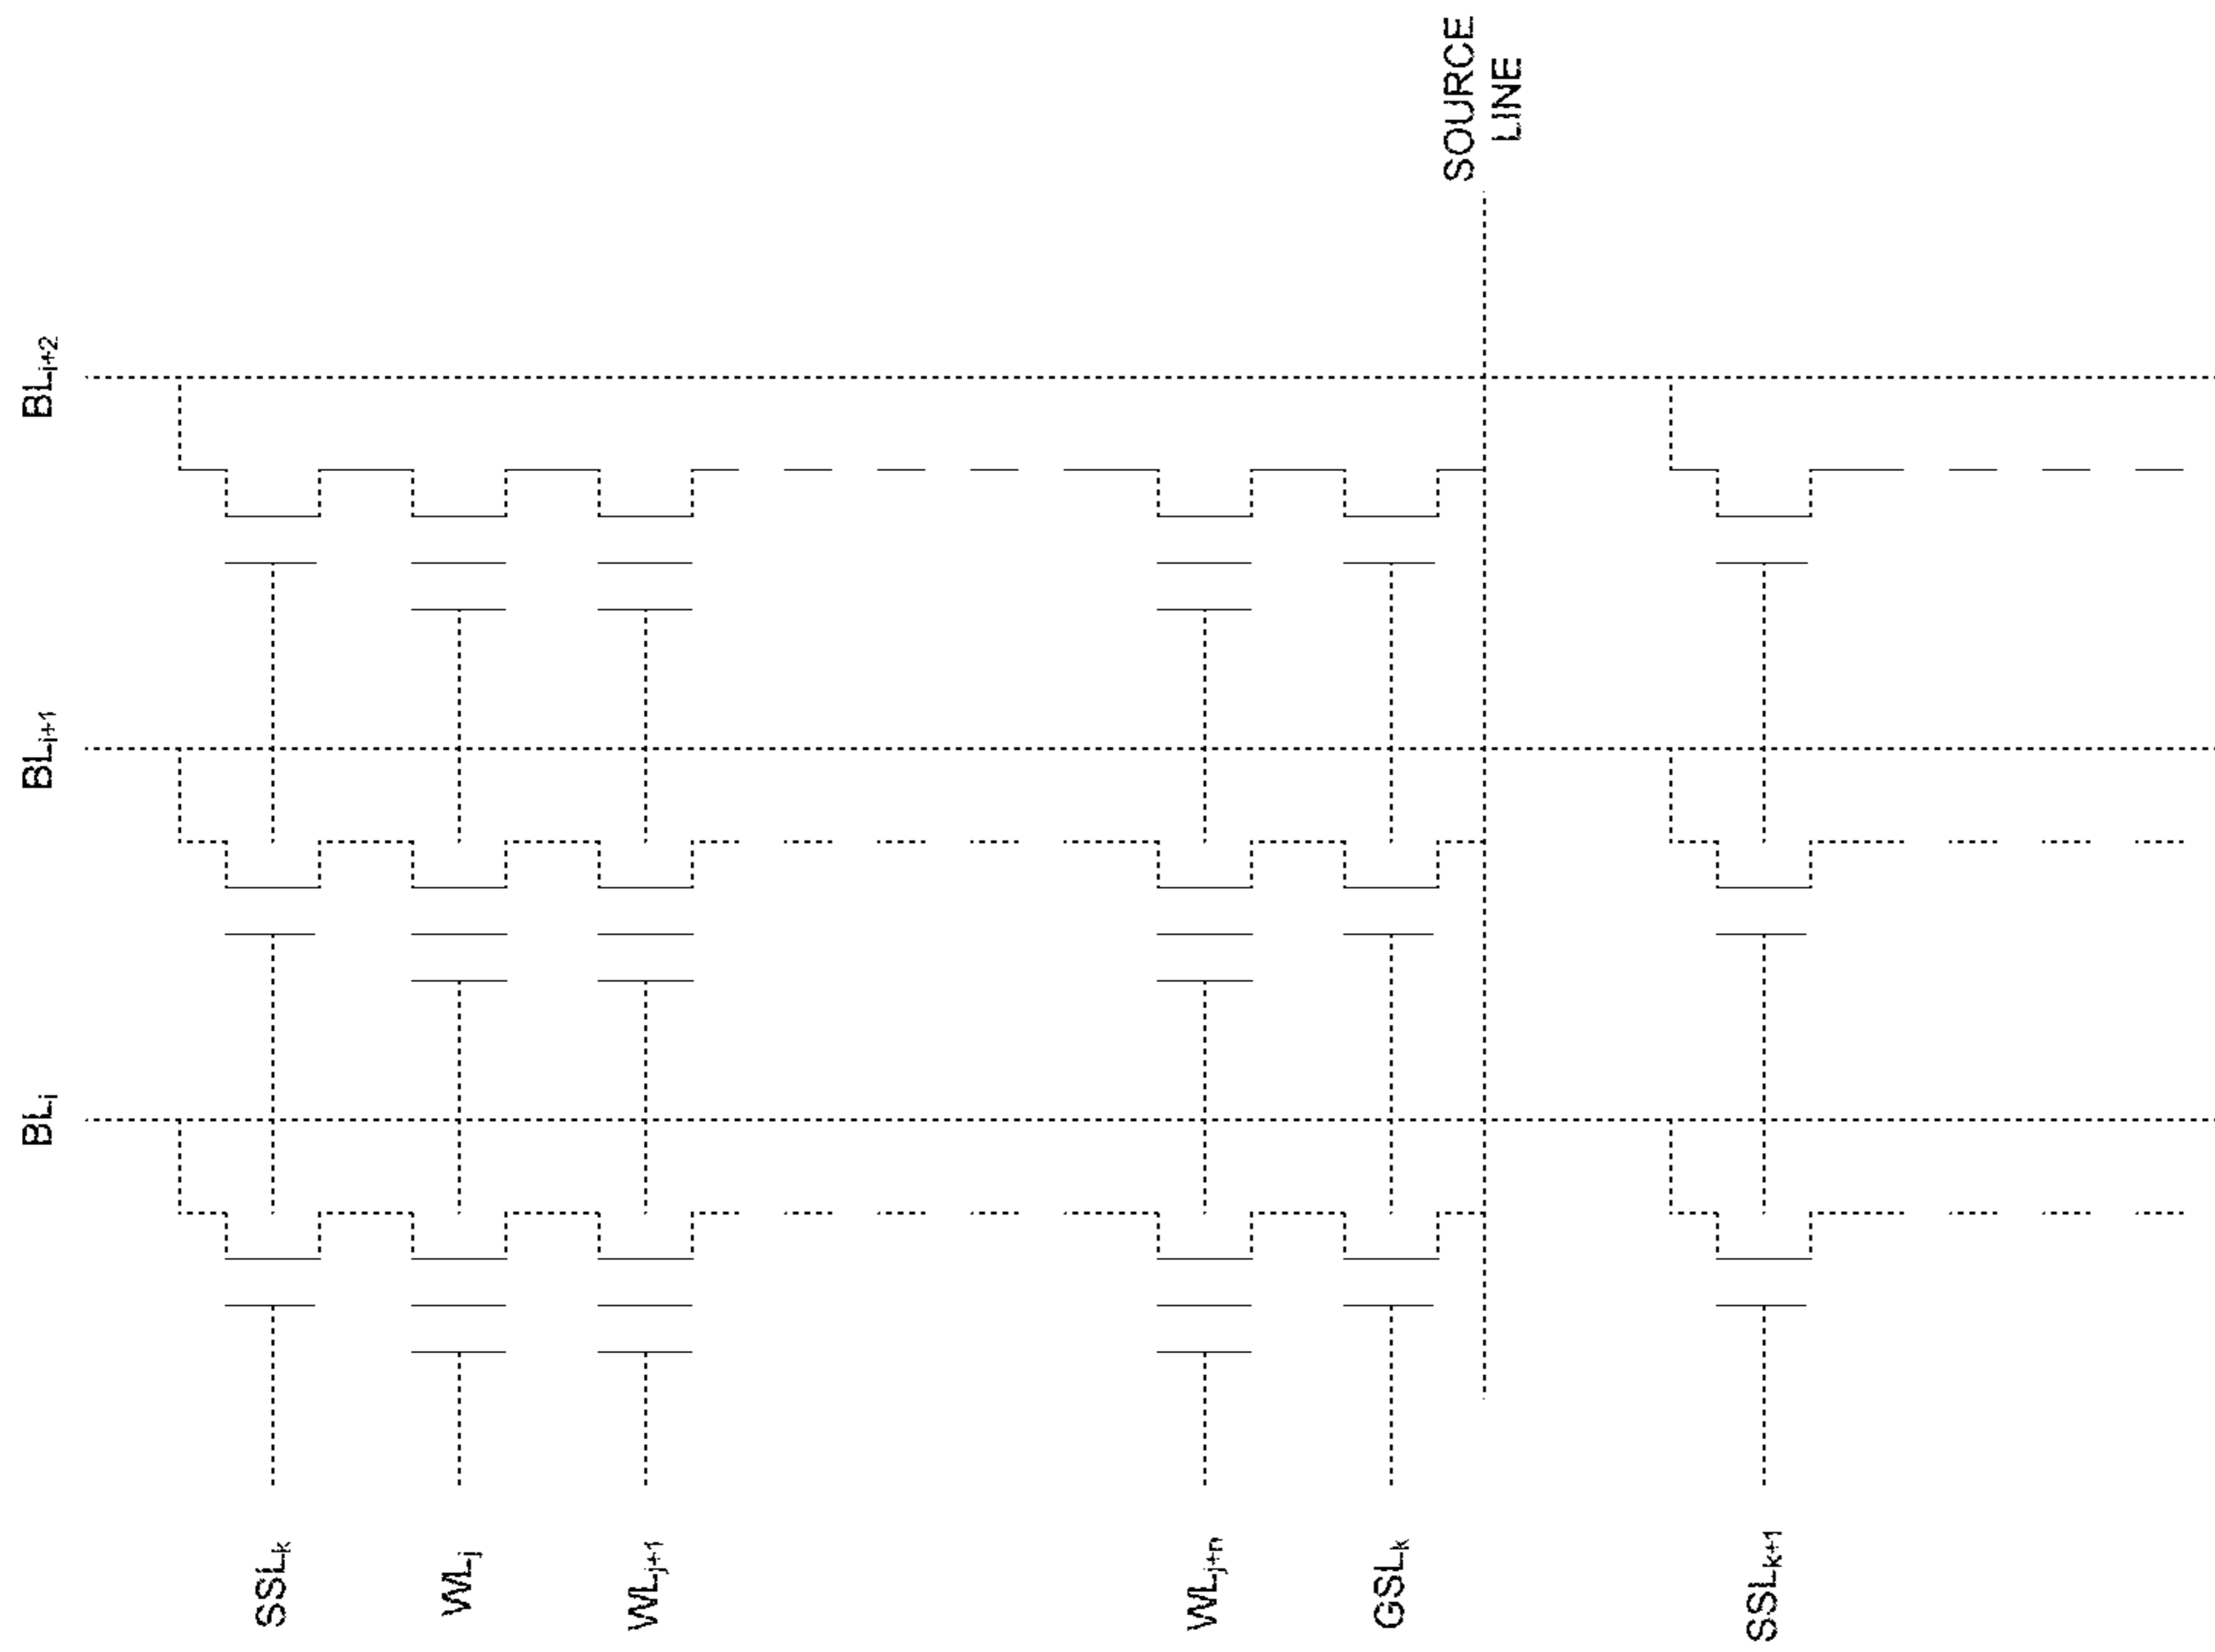 BLi
BLi+1
BLi+2
SSLk
WLj
WLj+1
WLj+n
GSLk
SSLk+1
SOURCE
LINE